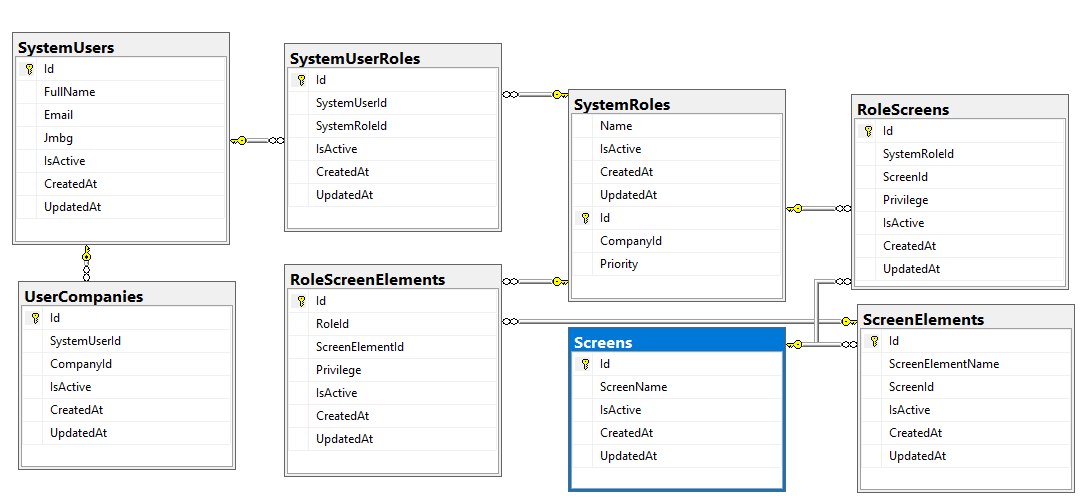 SystemUsers
Id
FullName
Email
Jmbg
IsActive
CreatedAt
UpdatedAt
SystemUserRoles
Id
SystemUserId
SystemRoleId
IsActive
CreatedAt
UpdatedAt
SystemRoles
Name
IsActive
CreatedAt
UpdatedAt
Id
CompanyId
Priority
RoleScreens
Id
SystemRoleId
ScreenId
Privilege
IsActive
CreatedAt
UpdatedAt
UserCompanies
Id
SystemUserId
CompanyId
IsActive
CreatedAt
UpdatedAt
RoleScreenElements
Id
RoleId
ScreenElementId
Privilege
IsActive
CreatedAt
UpdatedAt
Screens
Id
ScreenName
IsActive
CreatedAt
UpdatedAt
ScreenElements
Id
ScreenElementName
ScreenId
IsActive
CreatedAt
UpdatedAt